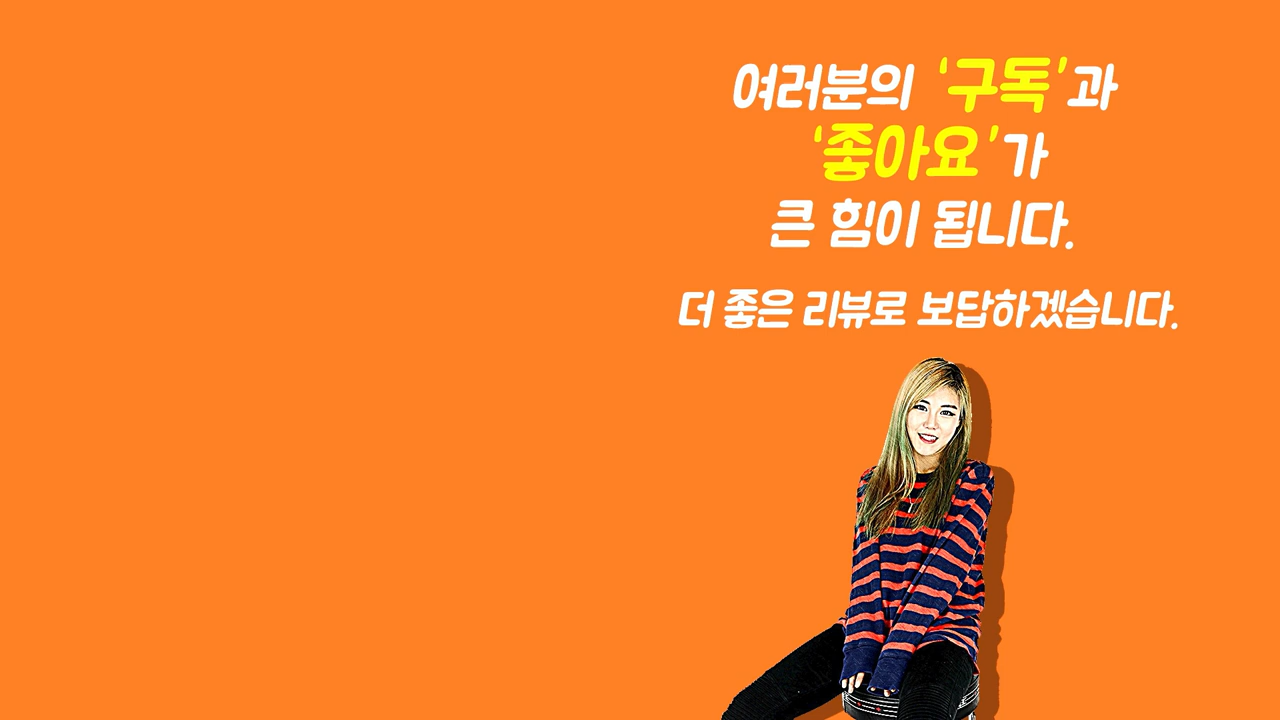 여러분의 ‘구독’과
‘좋아요’가
큰 힘이 됩니다.
더 좋은 리뷰로 보답하겠습니다.